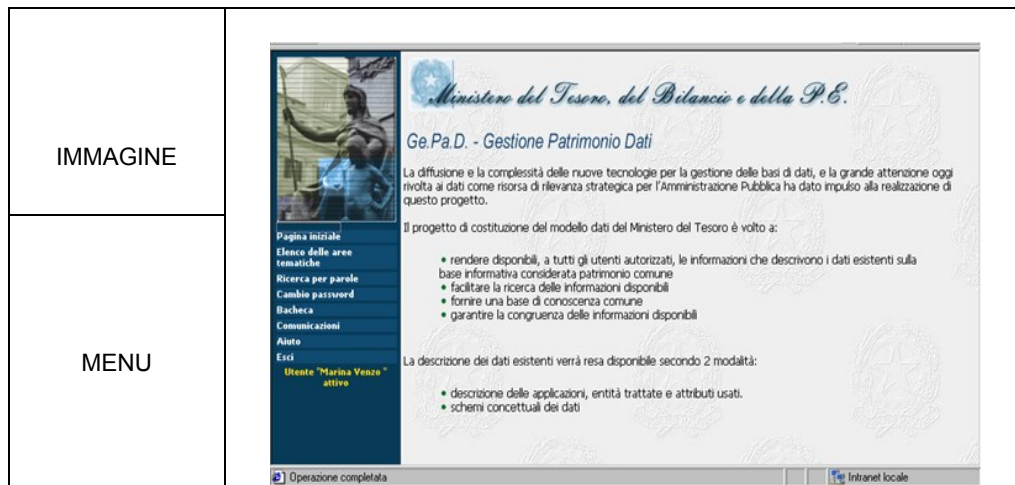 IMMAGINE
MENU
Ministero del Tesoro, del Bilancio e della P.E.
Ge.Pa.D. - Gestione Patrimonio Dati
La diffusione e la complessità delle nuove tecnologie per la gestione delle basi di dati, e la grande attenzione oggi
rivolta ai dati come risorsa di rilevanza strategica per l'Amministrazione Pubblica ha dato impulso alla realizzazione di
questo progetto.
Il progetto di costituzione del modello dati del Ministero del Tesoro è volto a:
• rendere disponibili, a tutti gli utenti autorizzati, le informazioni che descrivono i dati esistenti sulla
base informativa considerata patrimonio comune
• facilitare la ricerca delle informazioni disponibili
• fornire una base di conoscenza comune
• garantire la congruenza delle informazioni disponibili
La descrizione dei dati esistenti verrà resa disponibile secondo 2 modalità:
• descrizione delle applicazioni, entità trattate e attributi usati.
• schemi concettuali dei dati
Pagina iniziale
Elenco delle aree
tematiche
Ricerca per parole
Cambio password
Bacheca
Comunicazioni
Aiuto
Esci
Utente "Marina Venzo "
attivo
Operazione completata
Intranet locale